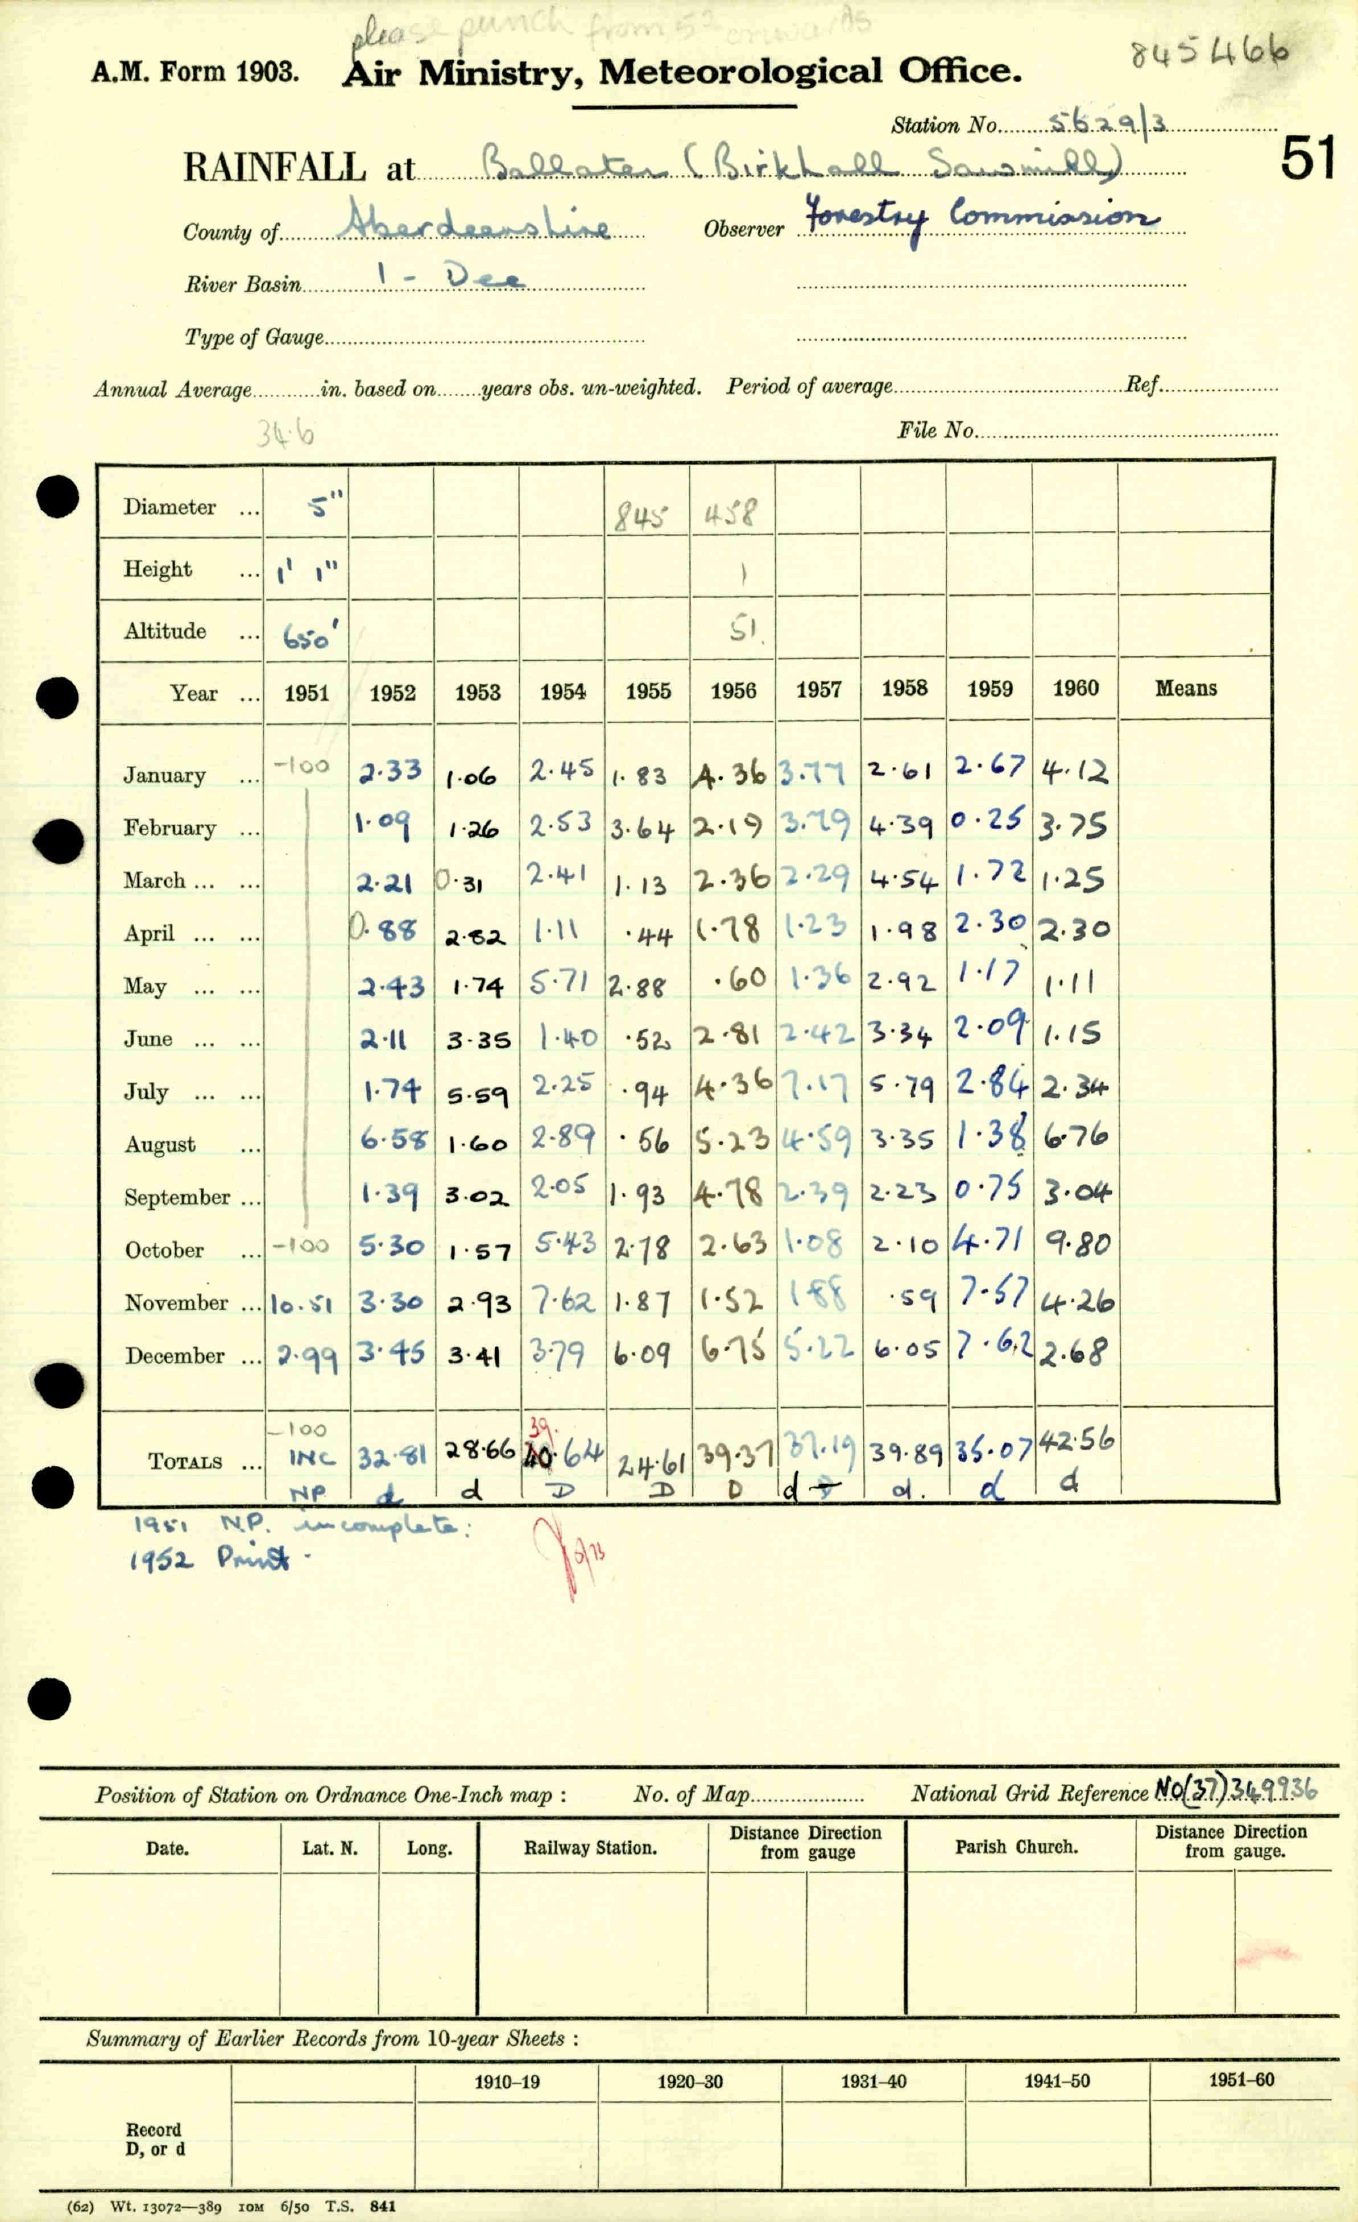 please punch from 52 onwards
845466
A.M. Form 1903. Air Ministry, Meteorological Office.
Station No. 5629/3
51
RAINFALL at Ballater (Birkhall Sawmill)
County of Aberdeenshire Observer Forestry Commission
River Basin 1 - Dee
Type of Gauge
Annual Average in. based on years obs. un-weighted. Period of average Ref.
34.6 File No.
Diameter ... 5" 845 458
Height ... 1' 1" 1
Altitude ... 650' 51.
Year ... 1951 1952 1953 1954 1955 1956 1957 1958 1959 1960 Means
January ... -100 2.33 1.06 2.45 1.83 4.36 3.77 2.61 2.67 4.12
February ... 1.09 1.26 2.53 3.64 2.19 3.79 4.39 0.25 3.75
March ... ... 2.21 0.31 2.41 1.13 2.36 2.29 4.54 1.72 1.25
April ... ... 0.88 2.82 1.11 .44 1.78 1.23 1.98 2.30 2.30
May ... ... 2.43 1.74 5.71 2.88 .60 1.36 2.92 1.17 1.11
June ... ... 2.11 3.35 1.40 .52 2.81 2.42 3.34 2.09 1.15
July ... ... 1.74 5.59 2.25 .94 4.36 7.17 5.79 2.84 2.34
August ... 6.58 1.60 2.89 .56 5.23 4.59 3.35 1.38 6.76
September ... 1.39 3.02 2.05 1.93 4.78 2.39 2.23 0.75 3.04
October ... -100 5.30 1.57 5.43 2.78 2.63 1.08 2.10 4.71 9.80
November ... 10.51 3.30 2.93 7.62 1.87 1.52 1.88 .59 7.57 4.26
December ... 2.99 3.45 3.41 3.79 6.09 6.75 5.22 6.05 7.62 2.68
-100 39.
TOTALS ... INC 32.81 28.66 40.64 24.61 39.37 37.19 39.89 35.07 42.56
NP d d D D D d D d. d d
1951 N.P. incomplete:
1952 Print.
6/73
Position of Station on Ordnance One-Inch map : No. of Map National Grid Reference NO(37)349936
Date. Lat. N. Long. Railway Station. Distance from Direction gauge Parish Church. Distance from Direction gauge.
Summary of Earlier Records from 10-year Sheets :
1910–19 1920–30 1931–40 1941–50 1951–60
Record
D, or d
(62) Wt. 13072—389 10M 6/50 T.S. 841